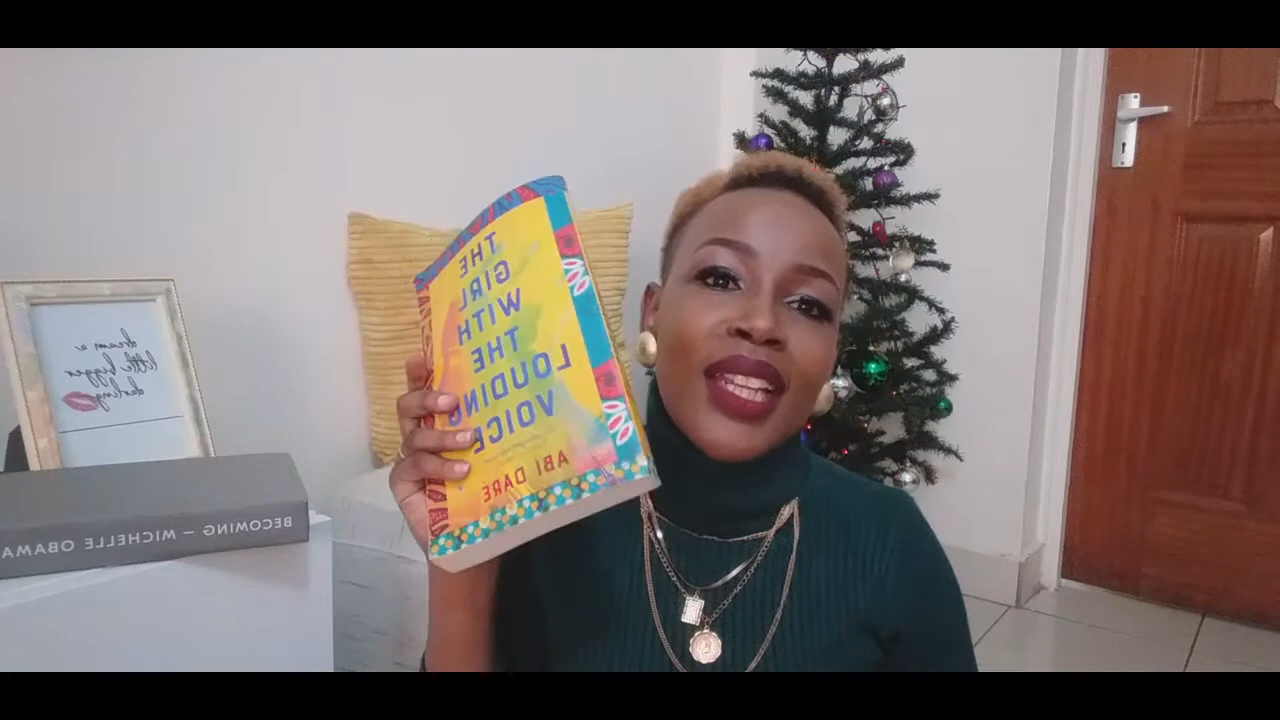 THE
GIRL
WITH
THE
LOUDING
VOICE
ABI DARE
dream a
little bigger
darling
BECOMING — MICHELLE OBAMA